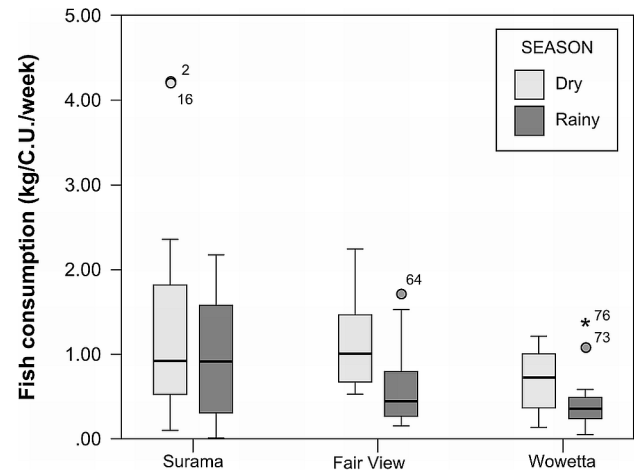 Fish consumption (kg/C.U./week)
5.00
4.00
3.00
2.00
1.00
.00
SEASON
Dry
Rainy
2
16
64
*
76
73
Surama
Fair View
Wowetta